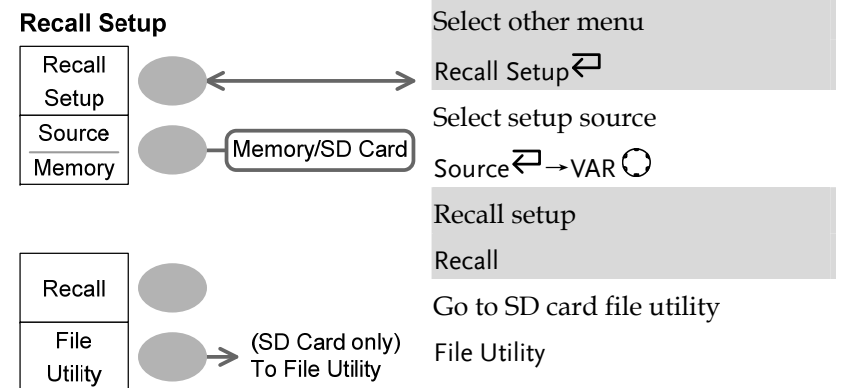 Recall Setup
Recall
Setup
Source
Memory
Memory/SD Card
Recall
File
Utility
(SD Card only)
To File Utility
Select other menu
Recall Setup
Select setup source
Source→VAR
Recall setup
Recall
Go to SD card file utility
File Utility